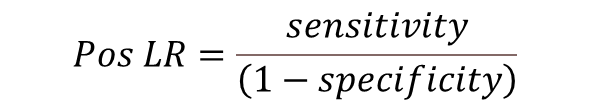 Pos LR = sensitivity / (1 − specificity)